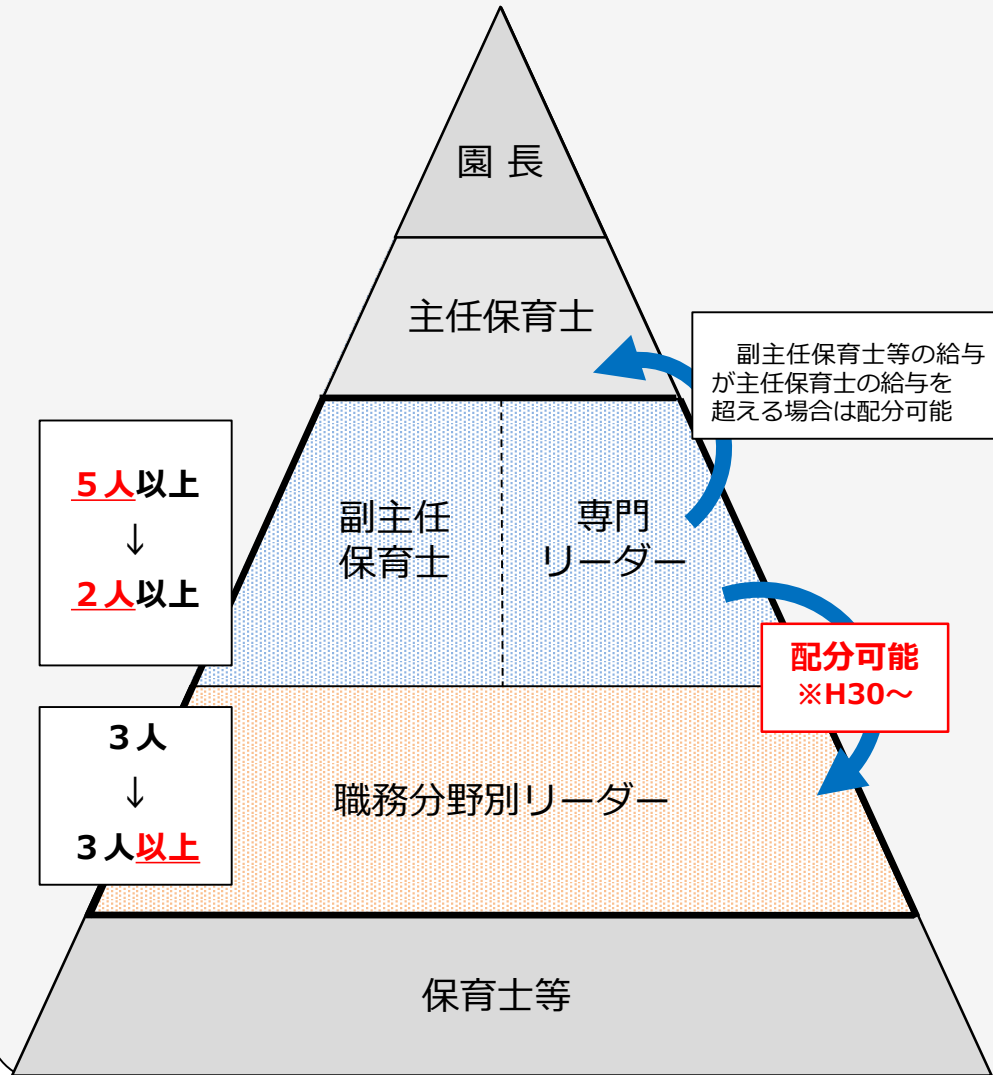 園 長
主任保育士
副主任保育士等の給与
が主任保育士の給与を
超える場合は配分可能
５人以上
↓
２人以上
副主任
保育士
専門
リーダー
配分可能
※H30～
３人
↓
３人以上
職務分野別リーダー
保育士等